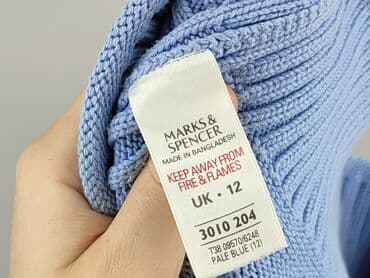 MARKS &
SPENCER
MADE IN BANGLADESH
KEEP AWAY FROM
FIRE & FLAMES
UK • 12
3010 204
T38 09570/6248
PALE BLUE (12)